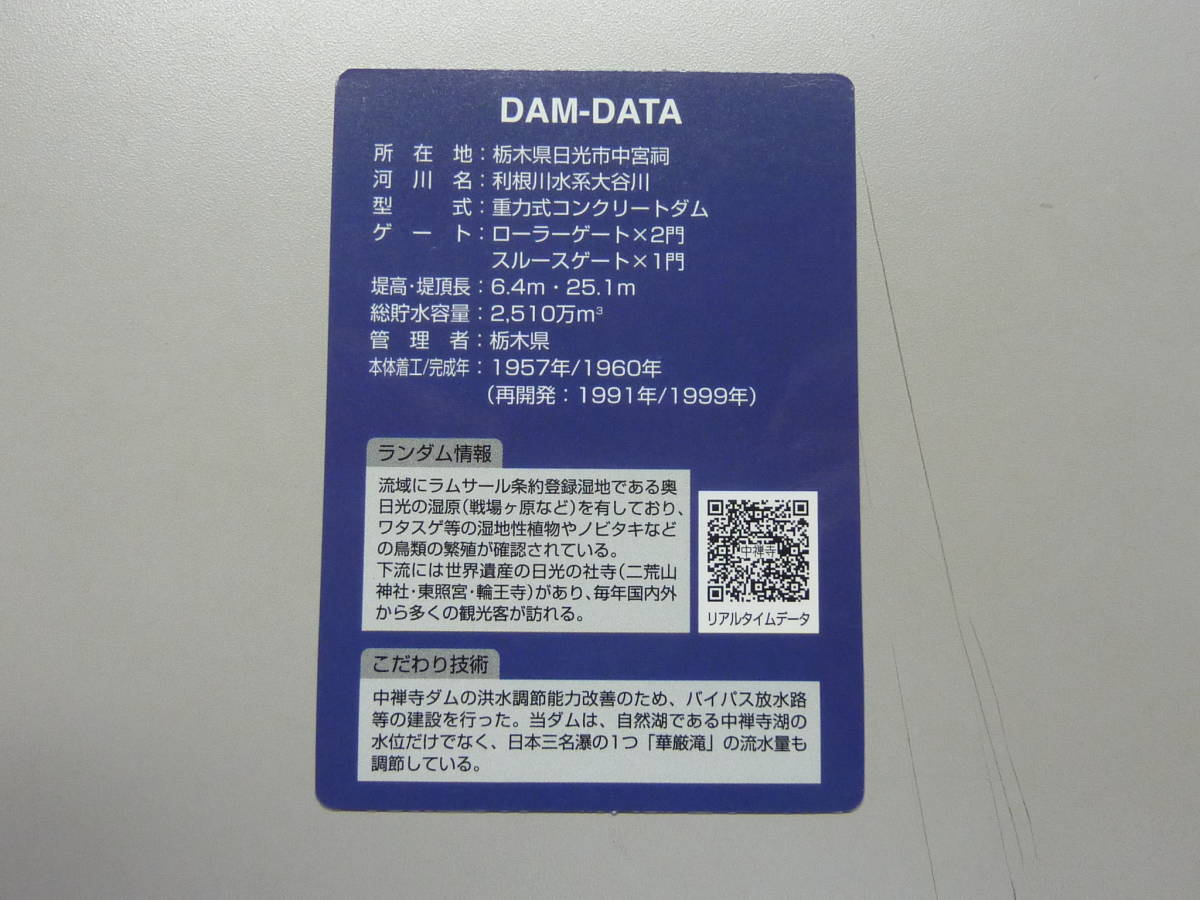 DAM-DATA
所在地：栃木県日光市中宮祠
河川名：利根川水系大谷川
型式：重力式コンクリートダム
ゲート：ローラーゲート×2門
スルースゲート×1門
堤高・堤頂長：6.4m・25.1m
総貯水容量：2,510万m³
管理者：栃木県
本体着工/完成年：1957年/1960年
（再開発：1991年/1999年）
ランダム情報
流域にラムサール条約登録湿地である奥
日光の湿原（戦場ヶ原など）を有しており、
ワタスゲ等の湿地性植物やノビタキなど
の鳥類の繁殖が確認されている。
下流には世界遺産の日光の社寺（二荒山
神社・東照宮・輪王寺）があり、毎年国内外
から多くの観光客が訪れる。
中禅寺
リアルタイムデータ
こだわり技術
中禅寺ダムの洪水調節能力改善のため、バイパス放水路
等の建設を行った。当ダムは、自然湖である中禅寺湖の
水位だけでなく、日本三名瀑の1つ「華厳滝」の流水量も
調節している。